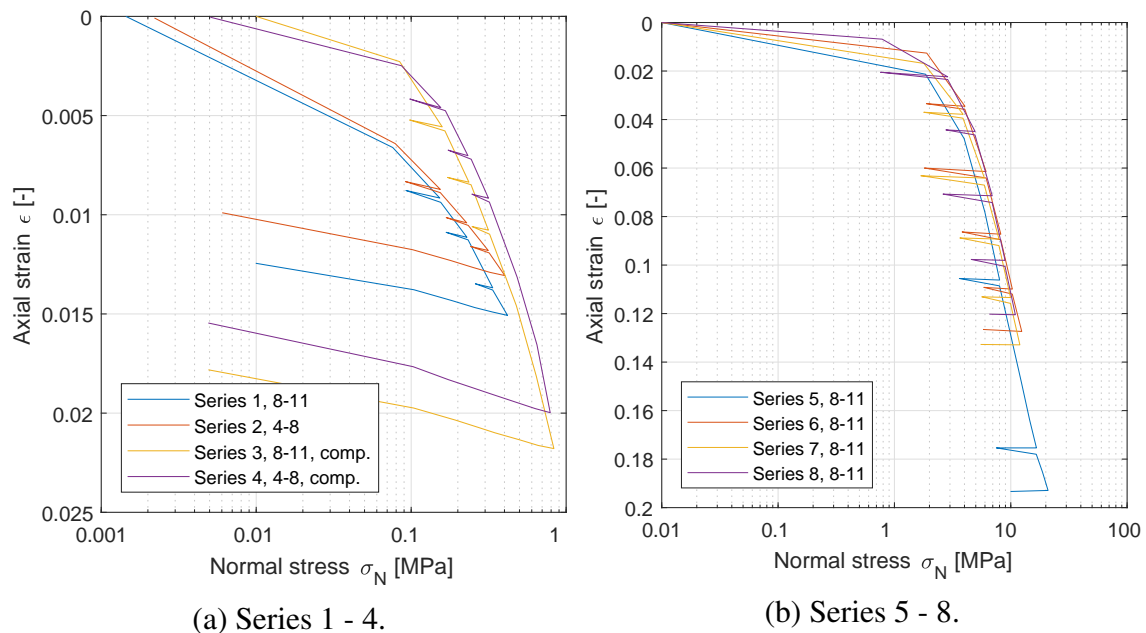 0
0.005
0.01
0.015
0.02
0.025
Axial strain ϵ [-]
Series 1, 8-11
Series 2, 4-8
Series 3, 8-11, comp.
Series 4, 4-8, comp.
0.001 0.01 0.1 1
Normal stress σ_N [MPa]
(a) Series 1 - 4.
0
0.02
0.04
0.06
0.08
0.1
0.12
0.14
0.16
0.18
0.2
Axial strain ϵ [-]
Series 5, 8-11
Series 6, 8-11
Series 7, 8-11
Series 8, 8-11
0.01 0.1 1 10 100
Normal stress σ_N [MPa]
(b) Series 5 - 8.